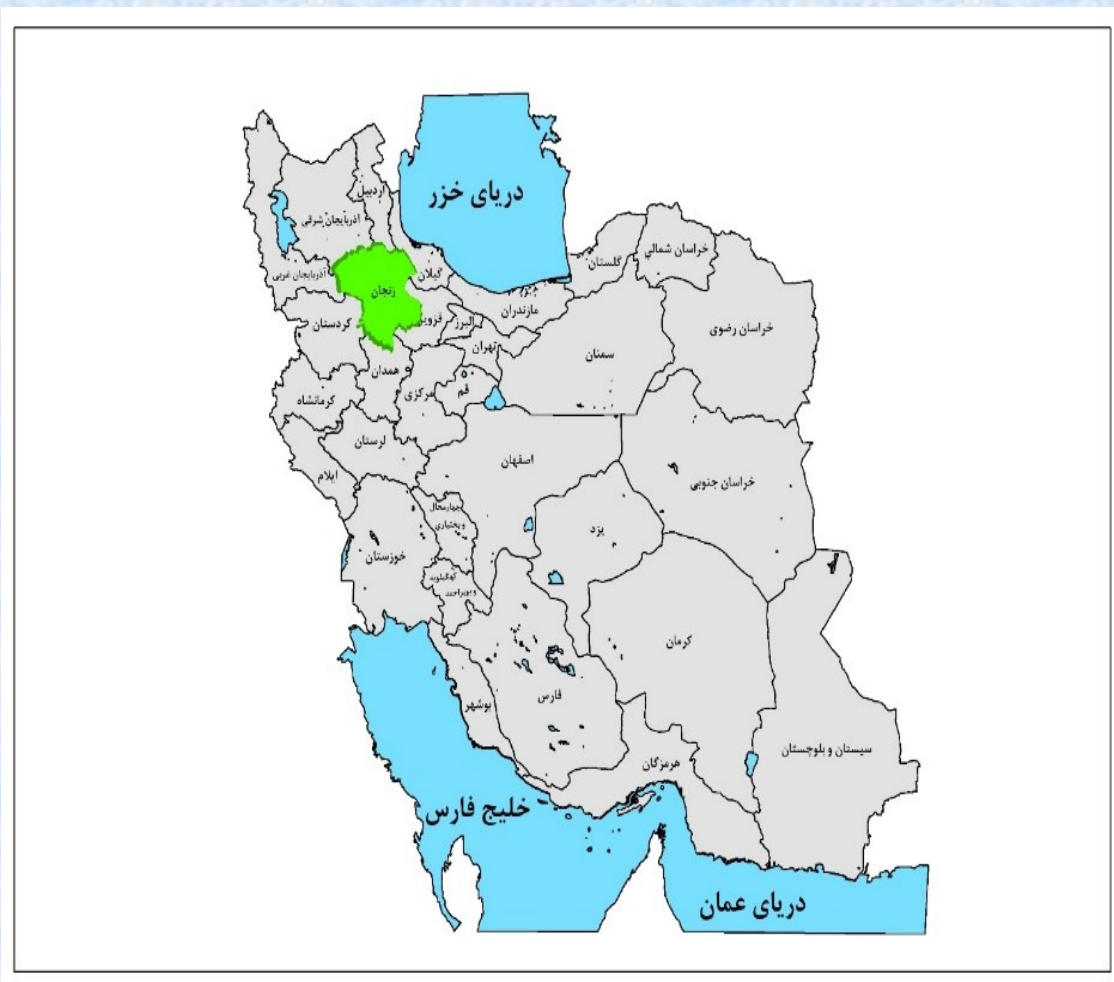 دریای خزر
اردبیل
آذربایجان شرقی
آذربایجان غربی
گیلان
زنجان
گلستان
خراسان شمالی
مازندران
خراسان رضوی
کردستان
قزوین
البرز
تهران
سمنان
همدان
مرکزی
قم
کرمانشاه
لرستان
اصفهان
ایلام
خراسان جنوبی
چهارمحال
و بختیاری
یزد
خوزستان
کهگیلویه
و بویراحمد
کرمان
فارس
بوشهر
سیستان و بلوچستان
هرمزگان
خلیج فارس
دریای عمان